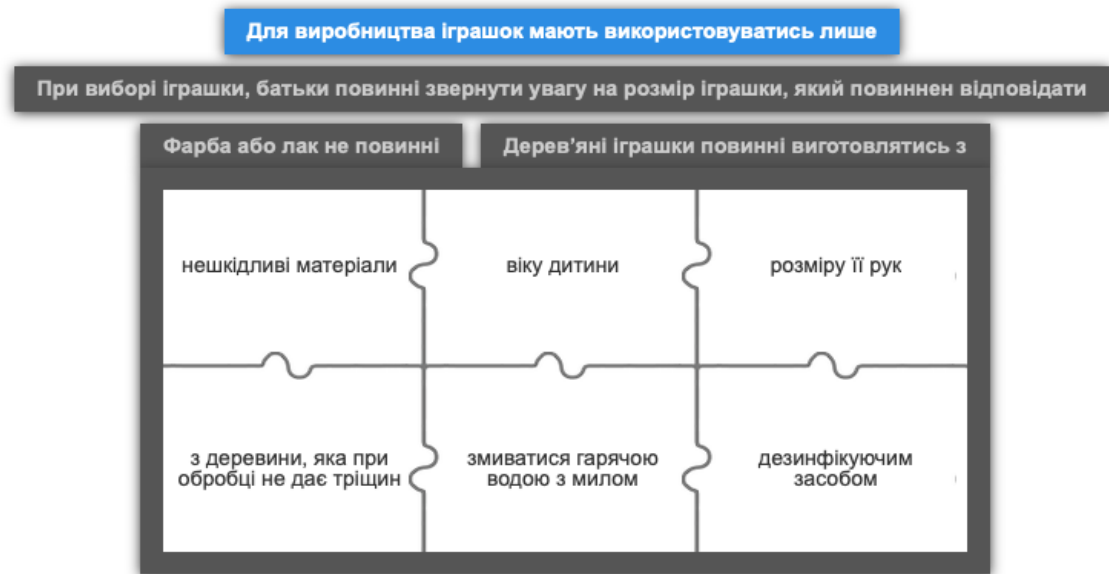 Для виробництва іграшок мають використовуватись лише
При виборі іграшки, батьки повинні звернути увагу на розмір іграшки, який повиннен відповідати
Фарба або лак не повинні
Дерев’яні іграшки повинні виготовлятись з
нешкідливі матеріали
віку дитини
розміру її рук
з деревини, яка при
обробці не дає тріщин
змиватися гарячою
водою з милом
дезинфікуючим
засобом